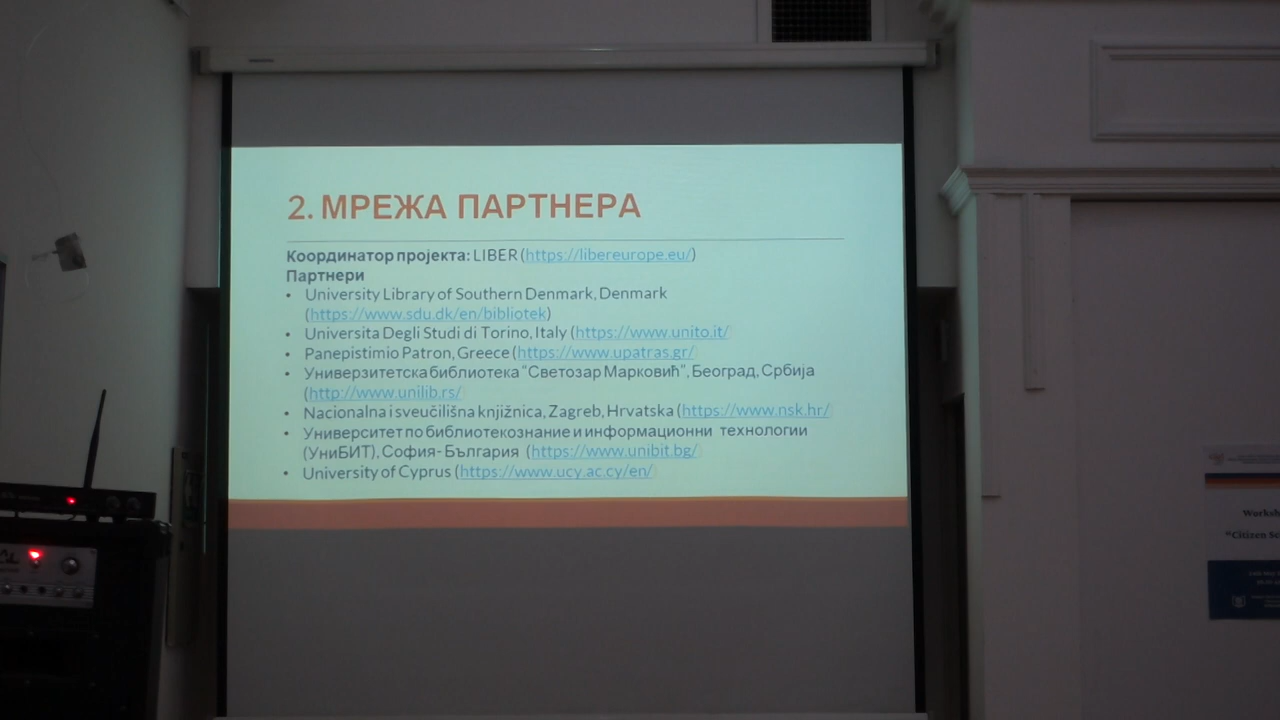 2. МРЕЖА ПАРТНЕРА
Координатор пројекта: LIBER (https://libereurope.eu/)
Партнери
• University Library of Southern Denmark, Denmark
(https://www.sdu.dk/en/bibliotek)
• Universita Degli Studi di Torino, Italy (https://www.unito.it/
• Panepistimio Patron, Greece (https://www.upatras.gr/
• Универзитетска библиотека "Светозар Марковић", Београд, Србија
(http://www.unilib.rs/
• Nacionalna i sveučilišna knjižnica, Zagreb, Hrvatska (https://www.nsk.hr/
• Университет по библиотекознание и информационни технологии
(УниБИТ), София- България (https://www.unibit.bg/
• University of Cyprus (https://www.ucy.ac.cy/en/
"Citizen